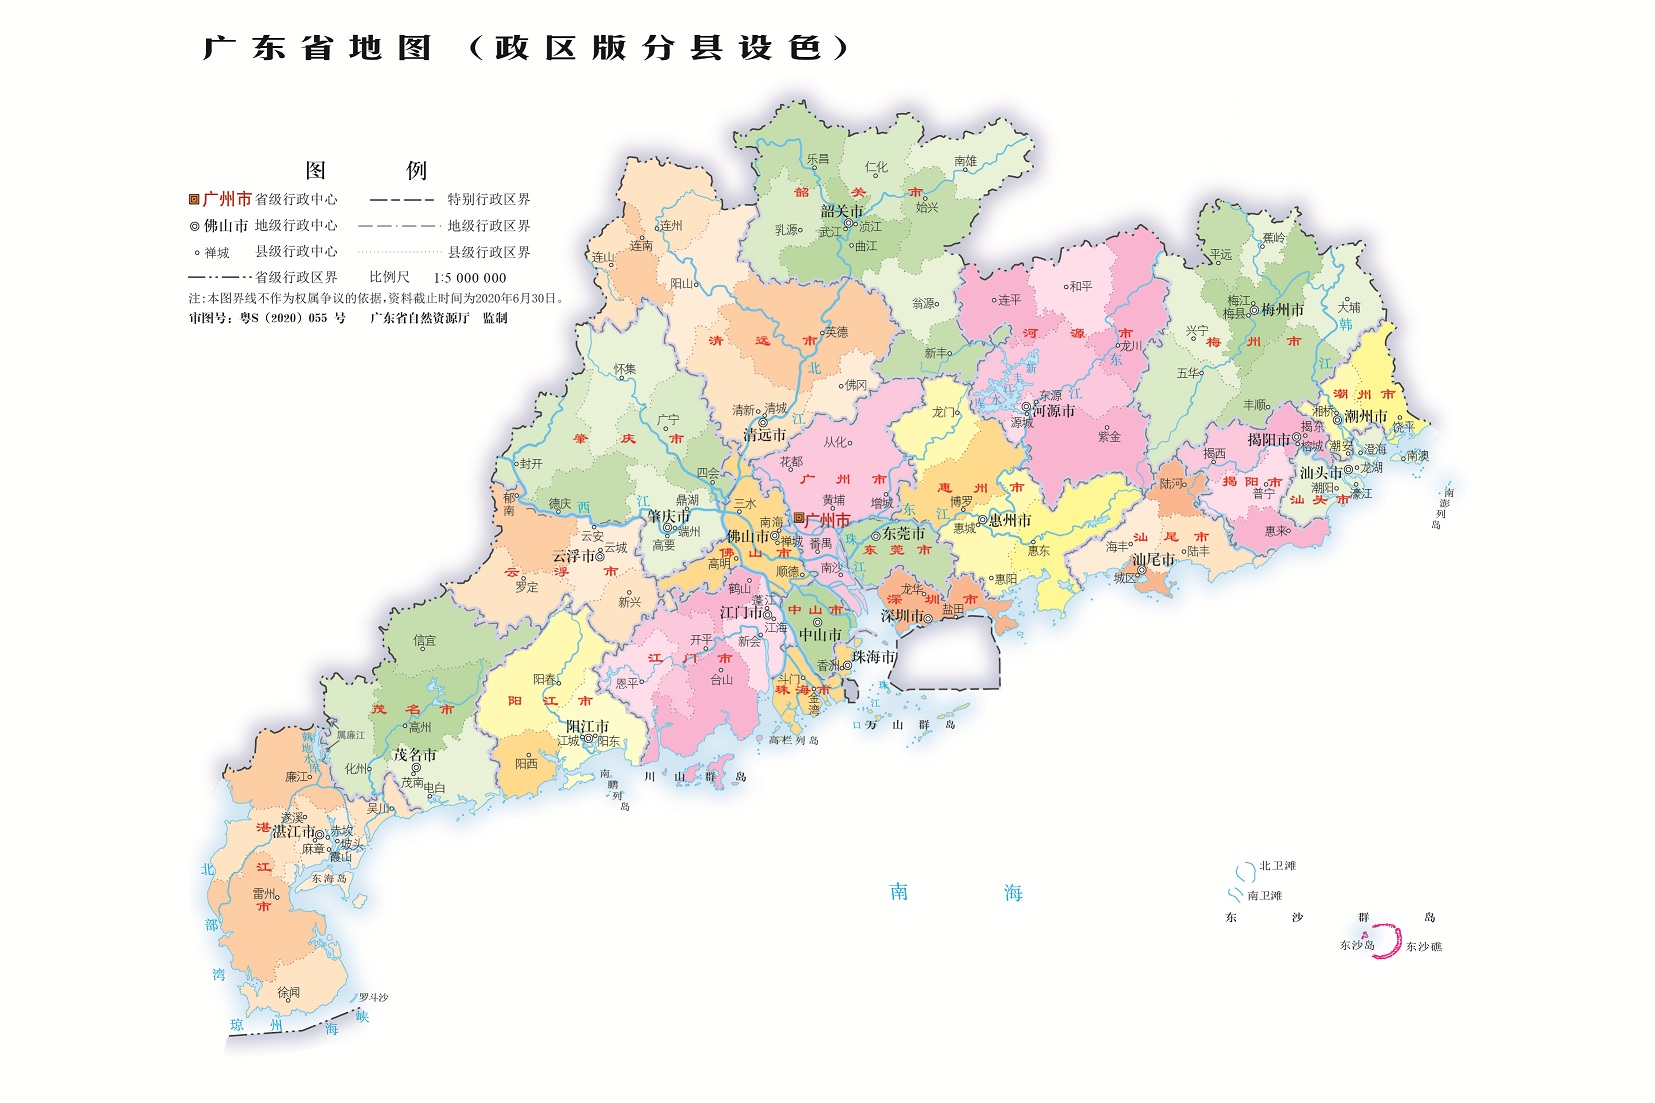 广东省地图（政区版分县设色）
图 例
广州市 省级行政中心
特别行政区界
佛山市 地级行政中心
地级行政区界
禅城 县级行政中心
县级行政区界
省级行政区界
比例尺 1:5 000 000
注：本图界线不作为权属争议的依据，资料截止时间为2020年6月30日。
审图号：粤S（2020）055 号 广东省自然资源厅 监制
乐昌
仁化
南雄
韶关市
韶关市
始兴
乳源
武江
浈江
曲江
翁源
新丰
连州
连南
连山
阳山
清远市
英德
北江
佛冈
清新
清城
清远市
连平
和平
河源市
龙川
东江
新丰江水库
东源
河源市
源城
紫金
平远
蕉岭
梅江
梅县
梅州市
大埔
韩江
兴宁
梅州市
五华
丰顺
潮州市
湘桥
潮州市
饶平
潮安
揭阳市
揭东
榕城
揭西
揭阳市
普宁
惠来
澄海
南澳
汕头市
龙湖
潮阳
濠江
汕头市
南澎列岛
怀集
广宁
肇庆市
封开
四会
德庆
西江
鼎湖
肇庆市
端州
高要
郁南
云安
云城
云浮市
云浮市
罗定
新兴
从化
花都
广州市
黄埔
增城
广州市
番禺
南沙
珠江
龙门
惠州市
博罗
东江
惠城
惠州市
惠东
惠阳
三水
南海
佛山市
禅城
佛山市
高明
顺德
东莞市
东莞市
陆河
汕尾市
海丰
陆丰
汕尾市
城区
龙华
深圳市
深圳市
盐田
中山市
中山市
鹤山
蓬江
江门市
江海
新会
开平
江门市
恩平
台山
香洲
珠海市
斗门
珠海市
金湾
珠江口
万山群岛
高栏列岛
川山群岛
阳春
阳江市
阳江市
江城
阳东
阳西
南鹏列岛
信宜
茂名市
高州
属廉江
茂名市
化州
茂南
电白
鹤地水库
廉江
吴川
遂溪
湛江市
赤坎
坡头
麻章
霞山
湛江市
东海岛
雷州
徐闻
罗斗沙
北部湾
琼州海峡
南海
北卫滩
南卫滩
东沙群岛
东沙岛
东沙礁